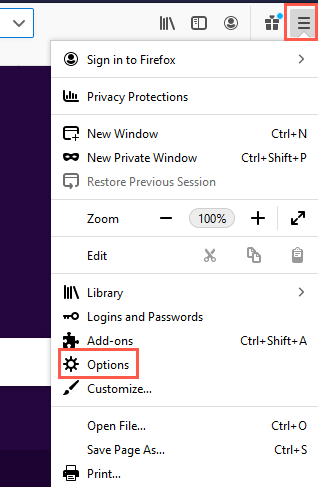 Sign in to Firefox
Privacy Protections
New Window Ctrl+N
New Private Window Ctrl+Shift+P
Restore Previous Session
Zoom 100%
Edit
Library
Logins and Passwords
Add-ons Ctrl+Shift+A
Options
Customize...
Open File... Ctrl+O
Save Page As... Ctrl+S
Print...